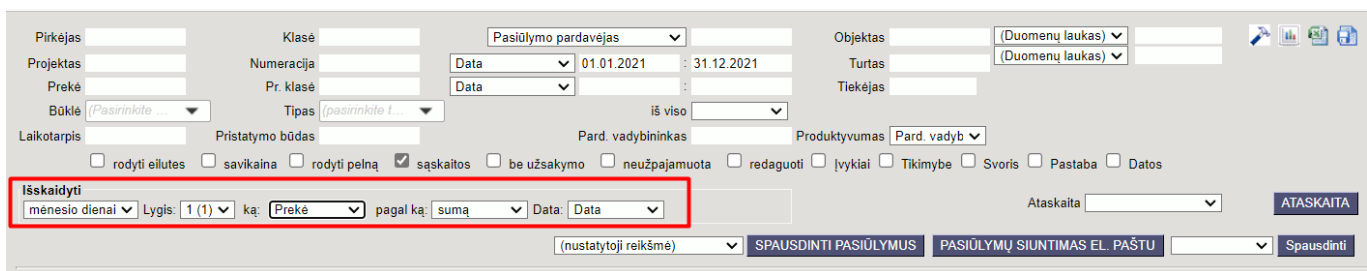 Pirkėjas Klasė Pasiūlymo pardavėjas Objektas (Duomenų laukas)
Projektas Numeracija Data 01.01.2021 : 31.12.2021 Turtas (Duomenų laukas)
Prekė Pr. klasė Data : Tiekėjas
Būklė (Pasirinkite ... Tipas (pasirinkite t... iš viso
Laikotarpis Pristatymo būdas Pard. vadybininkas Produktyvumas Pard. vadyb
rodyti eilutes savikaina rodyti pelną sąskaitos be užsakymo neužpajamuota redaguoti Įvykiai Tikimybe Svoris Pastaba Datos
Išskaidyti
mėnesio dienai Lygis: 1 (1) ką: Prekė pagal ką: sumą Data: Data Ataskaita ATASKAITA
(nustatytoji reikšmė) SPAUSDINTI PASIŪLYMUS PASIŪLYMŲ SIUNTIMAS EL. PAŠTU Spausdinti